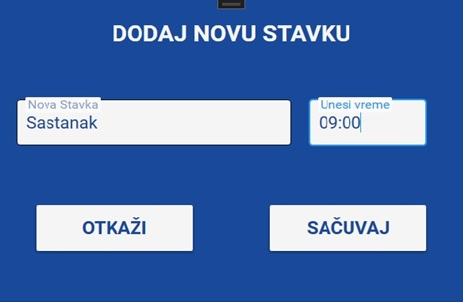 DODAJ NOVU STAVKU
Nova Stavka
Sastanak
Unesi vreme
09:00
OTKAŽI
SAČUVAJ